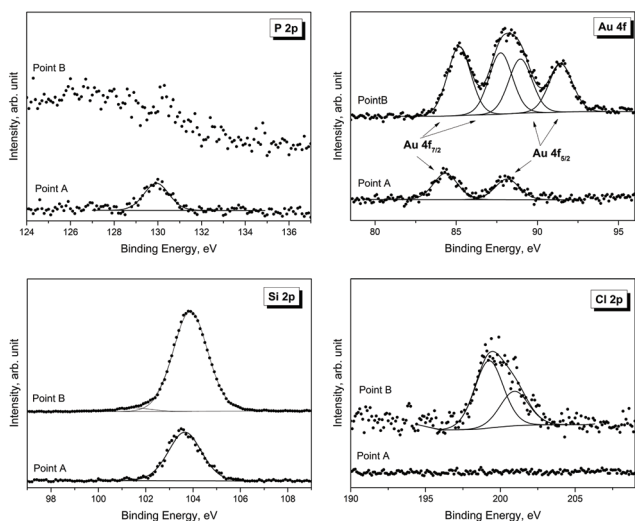 P 2p
Point B
Point A
Intensity, arb. unit
124 126 128 130 132 134 136
Binding Energy, eV
Au 4f
PointB
Au 4f7/2
Au 4f5/2
Point A
Intensity, arb. unit
80 85 90 95
Binding Energy, eV
Si 2p
Point B
Point A
Intensity, arb. unit
98 100 102 104 106 108
Binding Energy, eV
Cl 2p
Point B
Point A
Intensity, arb. unit
190 195 200 205
Binding Energy, eV